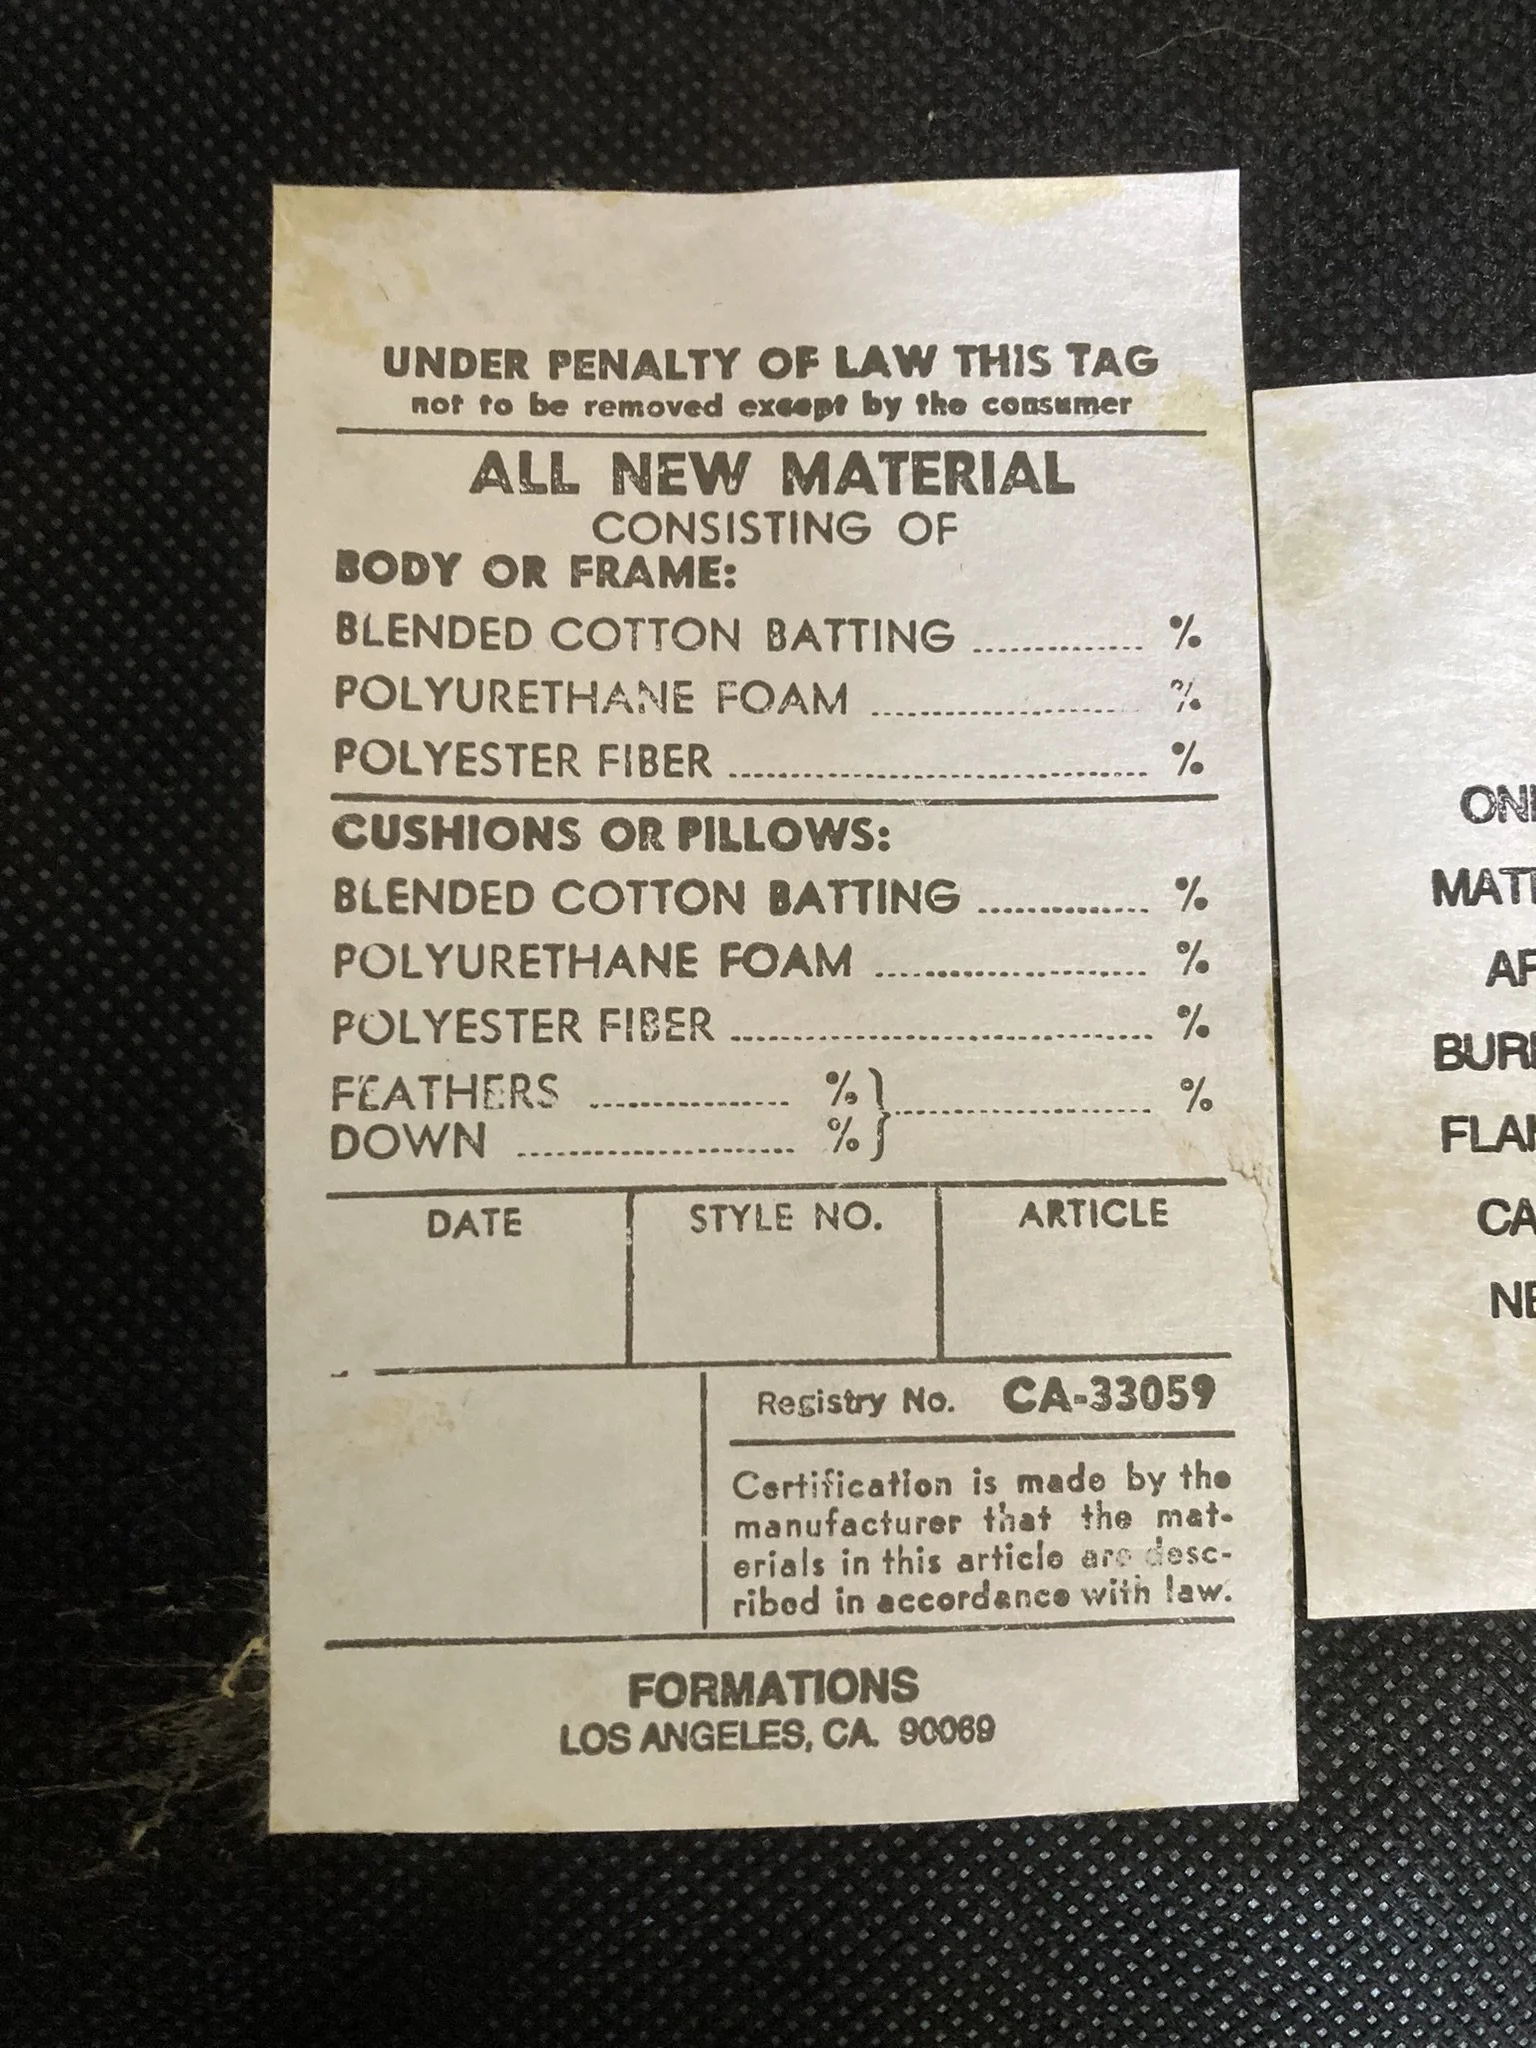 UNDER PENALTY OF LAW THIS TAG
not to be removed except by the consumer
ALL NEW MATERIAL
CONSISTING OF
BODY OR FRAME:
BLENDED COTTON BATTING ............... %
POLYURETHANE FOAM ............... %
POLYESTER FIBER ............... %
CUSHIONS OR PILLOWS:
BLENDED COTTON BATTING ............... %
POLYURETHANE FOAM ............... %
POLYESTER FIBER ............... %
FEATHERS ............... % } ............... %
DOWN ............... % }
DATE STYLE NO. ARTICLE
Registry No. CA-33059
Certification is made by the
manufacturer that the mat-
erials in this article are desc-
ribed in accordance with law.
FORMATIONS
LOS ANGELES, CA. 90069